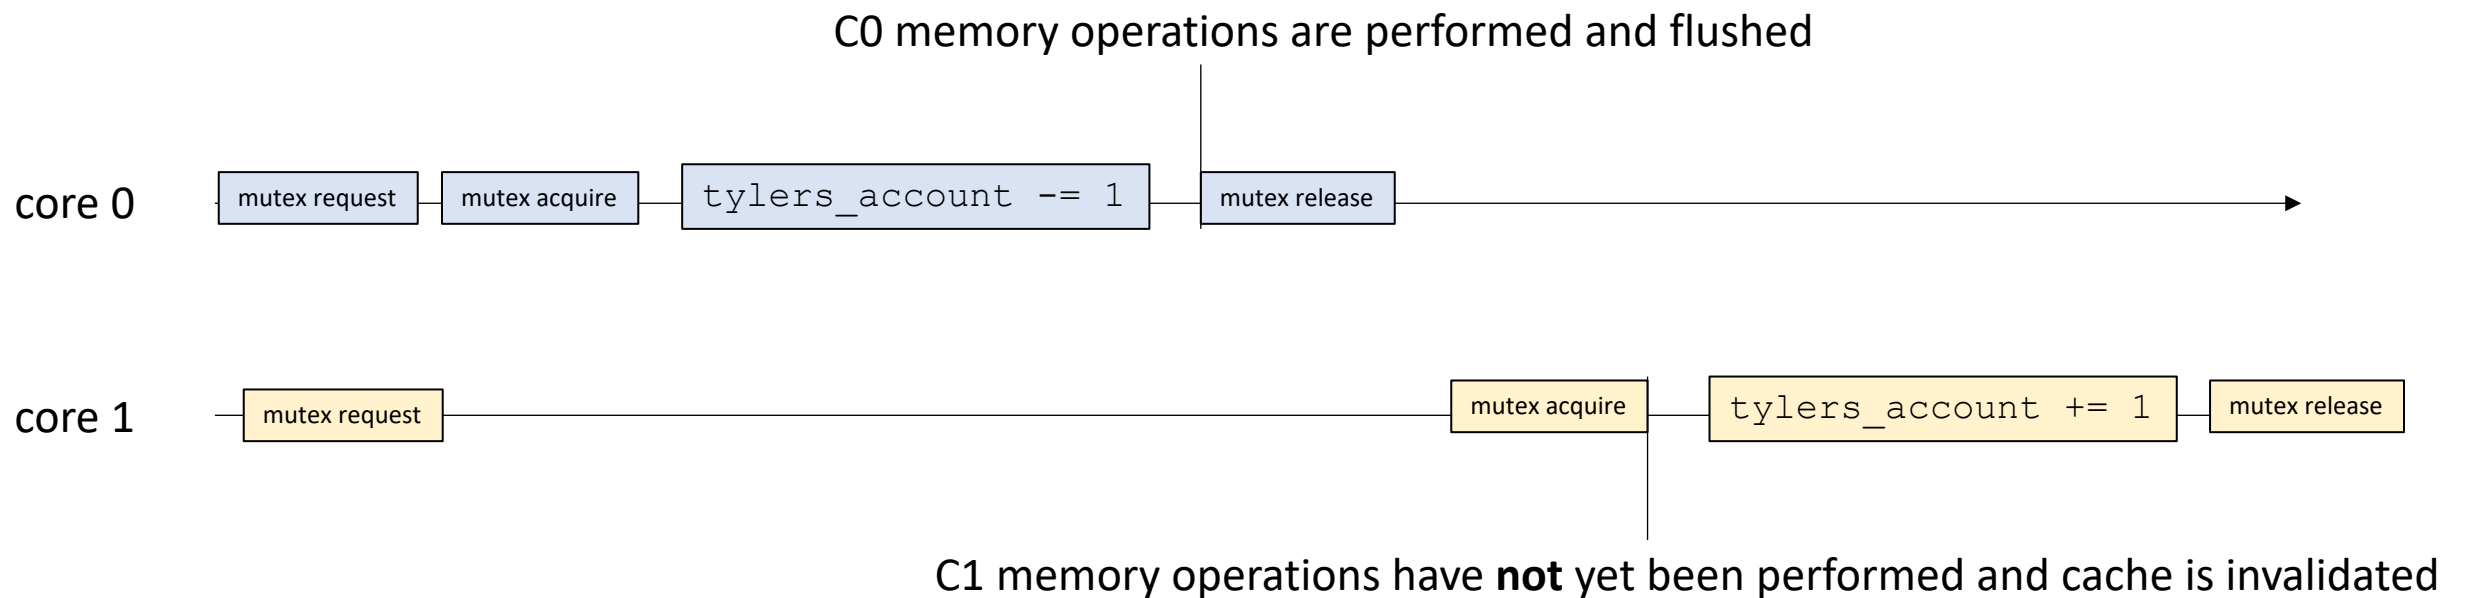 C0 memory operations are performed and flushed
core 0
mutex request
mutex acquire
tylers_account -= 1
mutex release
core 1
mutex request
mutex acquire
tylers_account += 1
mutex release
C1 memory operations have not yet been performed and cache is invalidated